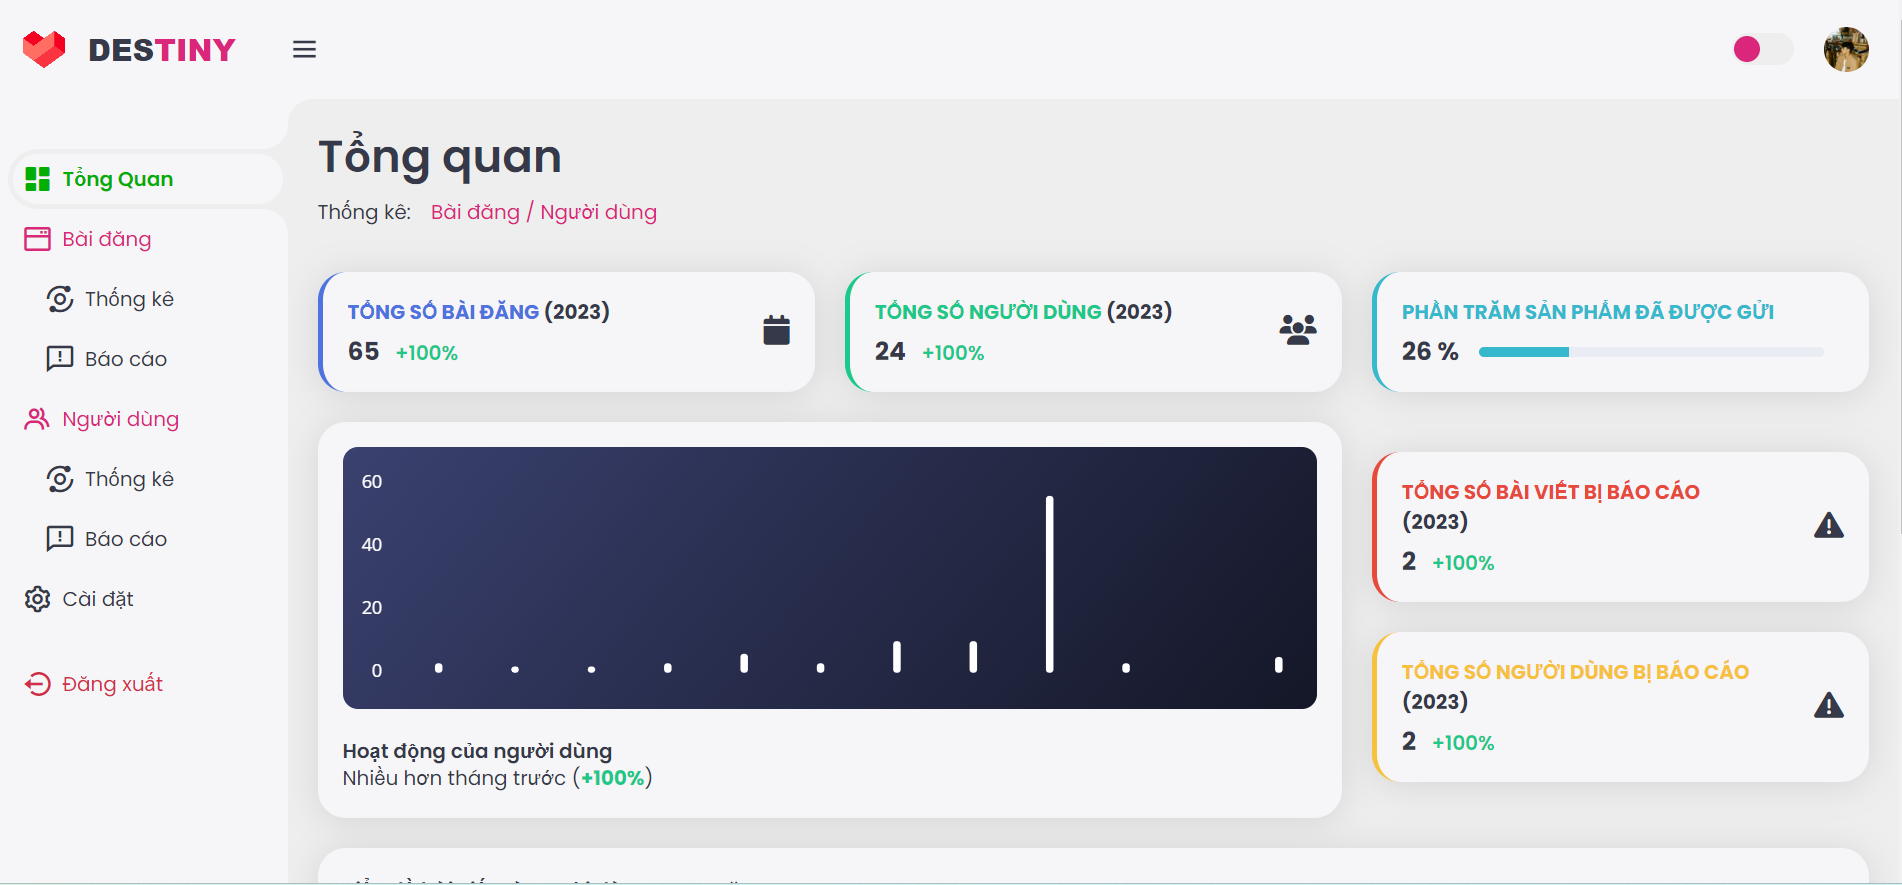 DESTINY
Tổng Quan
Bài đăng
Thống kê
Báo cáo
Người dùng
Thống kê
Báo cáo
Cài đặt
Đăng xuất
Tổng quan
Thống kê: Bài đăng / Người dùng
TỔNG SỐ BÀI ĐĂNG (2023)
65 +100%
TỔNG SỐ NGƯỜI DÙNG (2023)
24 +100%
PHẦN TRĂM SẢN PHẨM ĐÃ ĐƯỢC GỬI
26 %
60
40
20
0
Hoạt động của người dùng
Nhiều hơn tháng trước (+100%)
TỔNG SỐ BÀI VIẾT BỊ BÁO CÁO
(2023)
2 +100%
TỔNG SỐ NGƯỜI DÙNG BỊ BÁO CÁO
(2023)
2 +100%